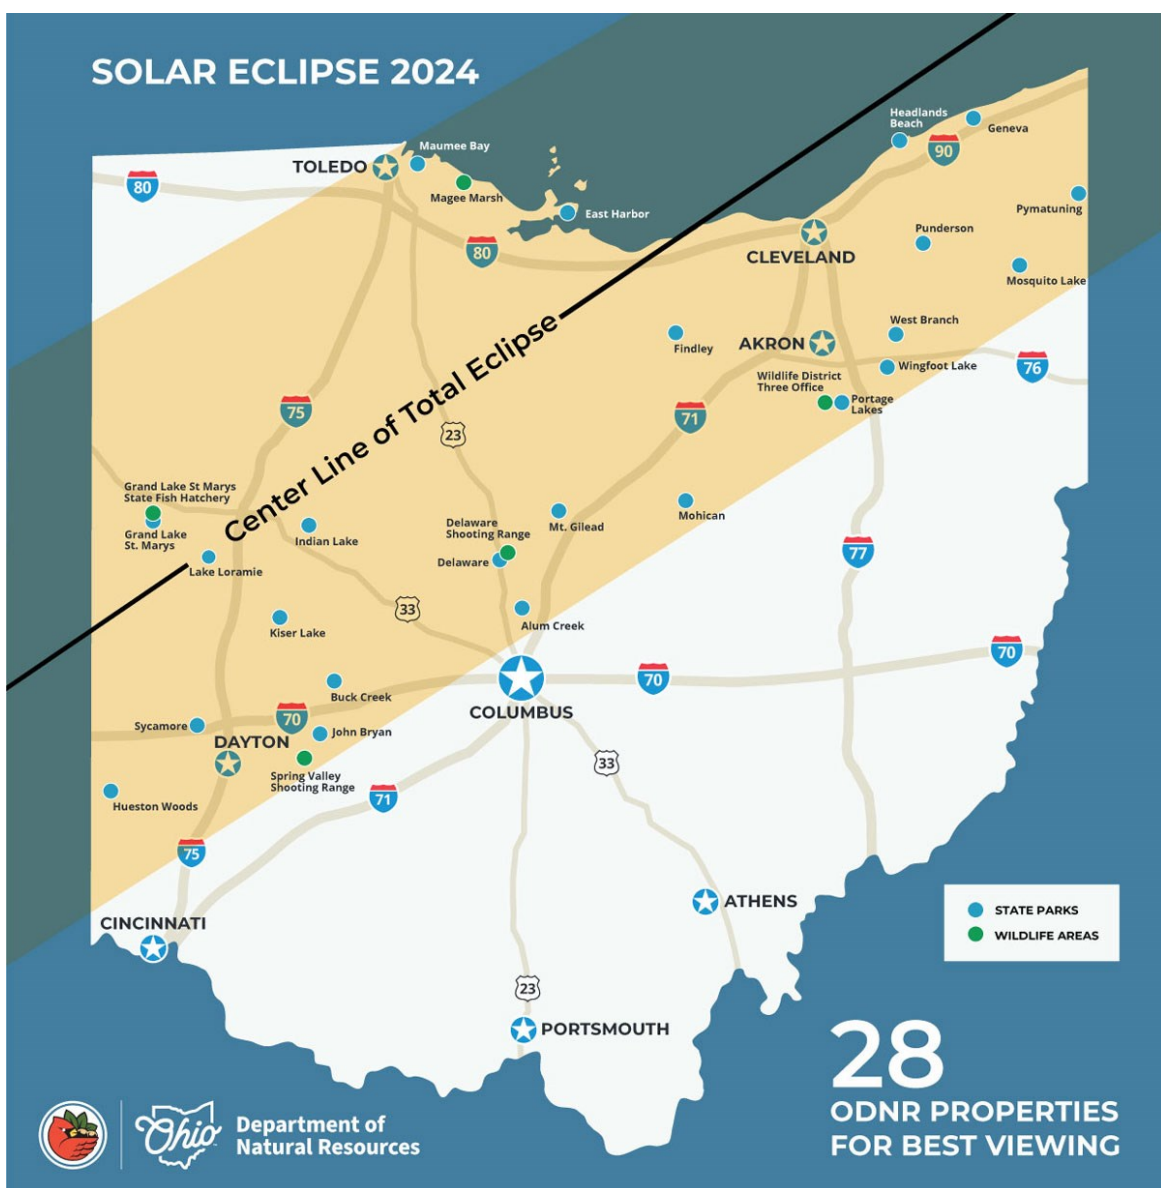 SOLAR ECLIPSE 2024
Headlands
Beach
Geneva
90
Maumee Bay
TOLEDO
80
Magee Marsh
East Harbor
Pymatuning
Punderson
80
CLEVELAND
Mosquito Lake
West Branch
Findley
AKRON
Wingfoot Lake
76
Wildlife District
Three Office
Portage
Lakes
75
71
23
Center Line of Total Eclipse
Grand Lake St Marys
State Fish Hatchery
Grand Lake
St. Marys
Indian Lake
Lake Loramie
Delaware
Shooting Range
Delaware
Mt. Gilead
Mohican
77
33
Kiser Lake
Alum Creek
70
70
Buck Creek
COLUMBUS
Sycamore
70
John Bryan
DAYTON
Spring Valley
Shooting Range
Hueston Woods
33
71
75
CINCINNATI
ATHENS
STATE PARKS
WILDLIFE AREAS
23
PORTSMOUTH
28
ODNR PROPERTIES
FOR BEST VIEWING
Ohio
Department of
Natural Resources